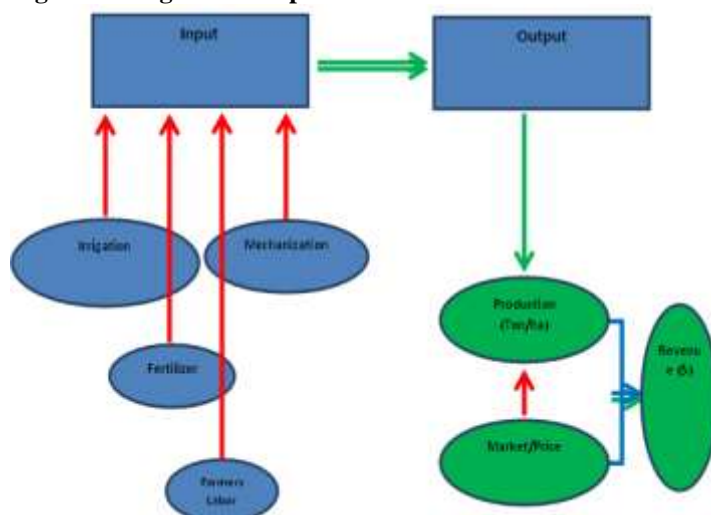 Input
Output
Irrigation
Mechanization
Production
(Ton/ha)
Revenu
e ($)
Fertilizer
Market/Price
Farmers
Labor